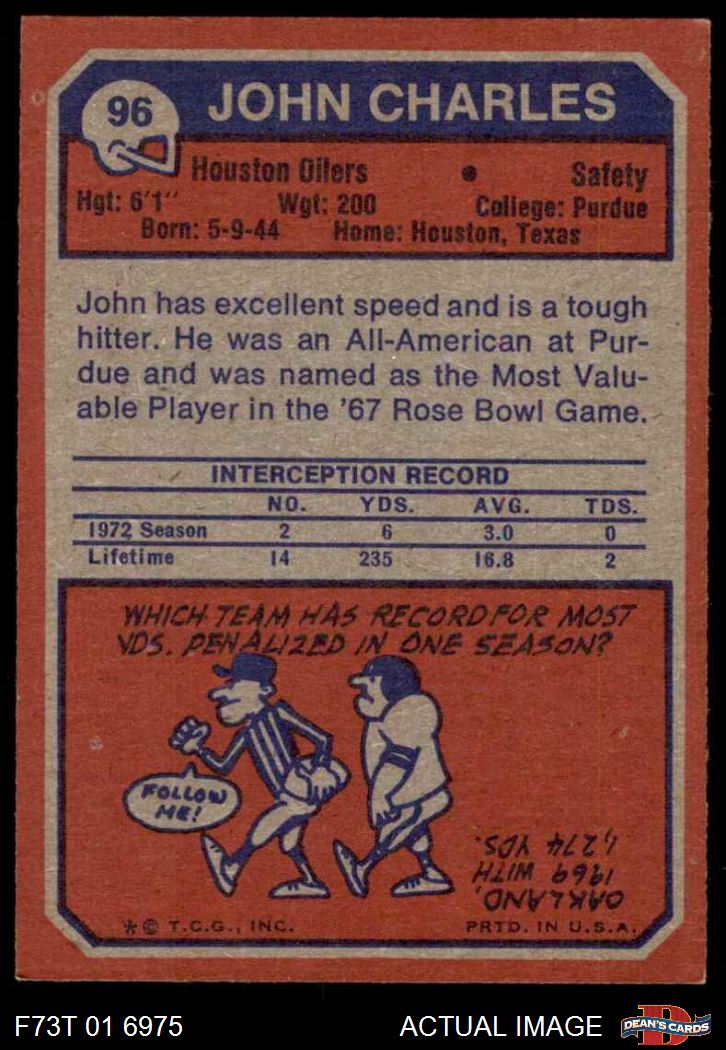 96
JOHN CHARLES
Houston Oilers • Safety
Hgt: 6'1" Wgt: 200 College: Purdue
Born: 5-9-44 Home: Houston, Texas
John has excellent speed and is a tough
hitter. He was an All-American at Pur-
due and was named as the Most Valu-
able Player in the '67 Rose Bowl Game.
INTERCEPTION RECORD
NO. YDS. AVG. TDS.
1972 Season 2 6 3.0 0
Lifetime 14 235 16.8 2
WHICH TEAM HAS RECORD FOR MOST
YDS. PENALIZED IN ONE SEASON?
FOLLOW
ME!
OAKLAND,
1969 WITH
1,274 YDS.
* © T.C.G., INC. PRTD. IN U.S.A.
F73T 01 6975 ACTUAL IMAGE
D
DEAN'S CARDS